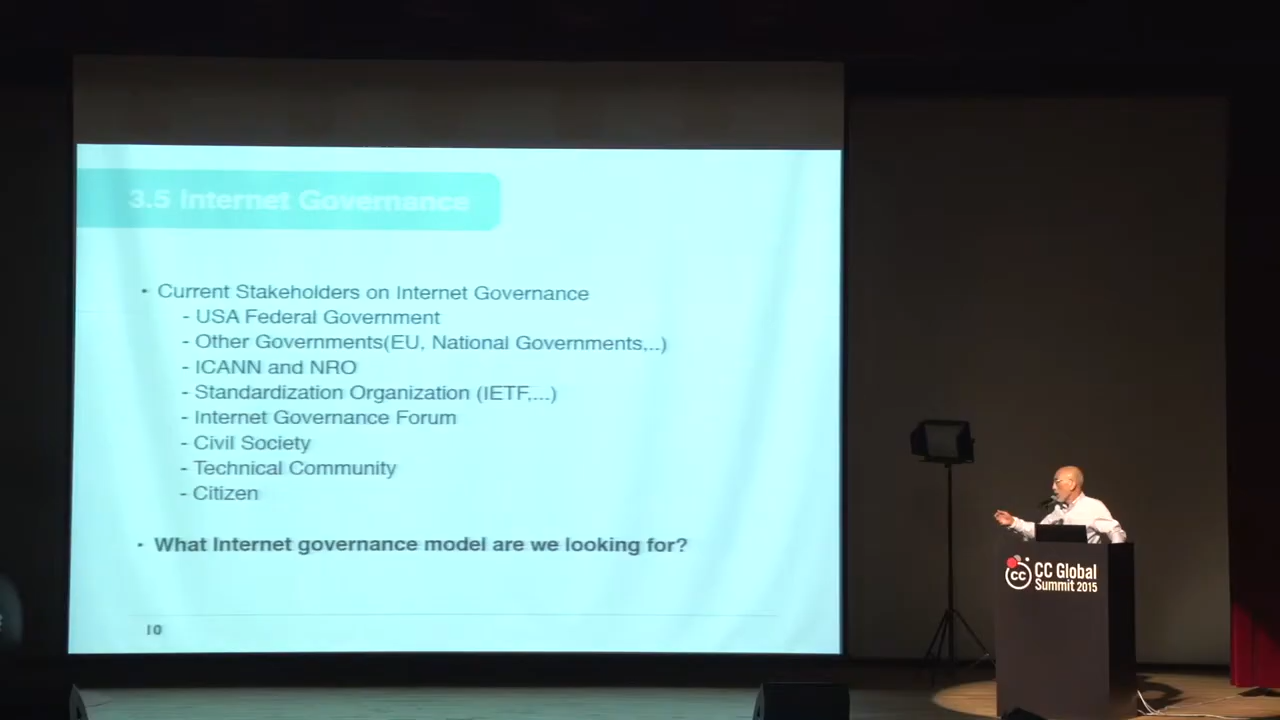 3.5 Internet Governance
• Current Stakeholders on Internet Governance
- USA Federal Government
- Other Governments(EU, National Governments,..)
- ICANN and NRO
- Standardization Organization (IETF,...)
- Internet Governance Forum
- Civil Society
- Technical Community
- Citizen
• What Internet governance model are we looking for?
10
cc
CC Global
Summit 2015